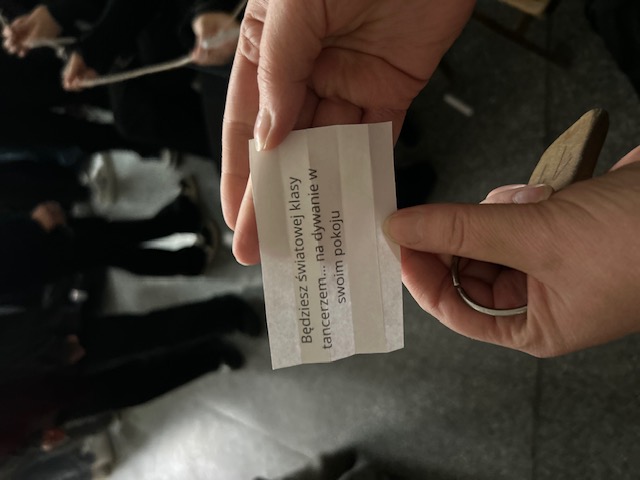 Będziesz światowej klasy
tancerzem... na dywanie w
swoim pokoju